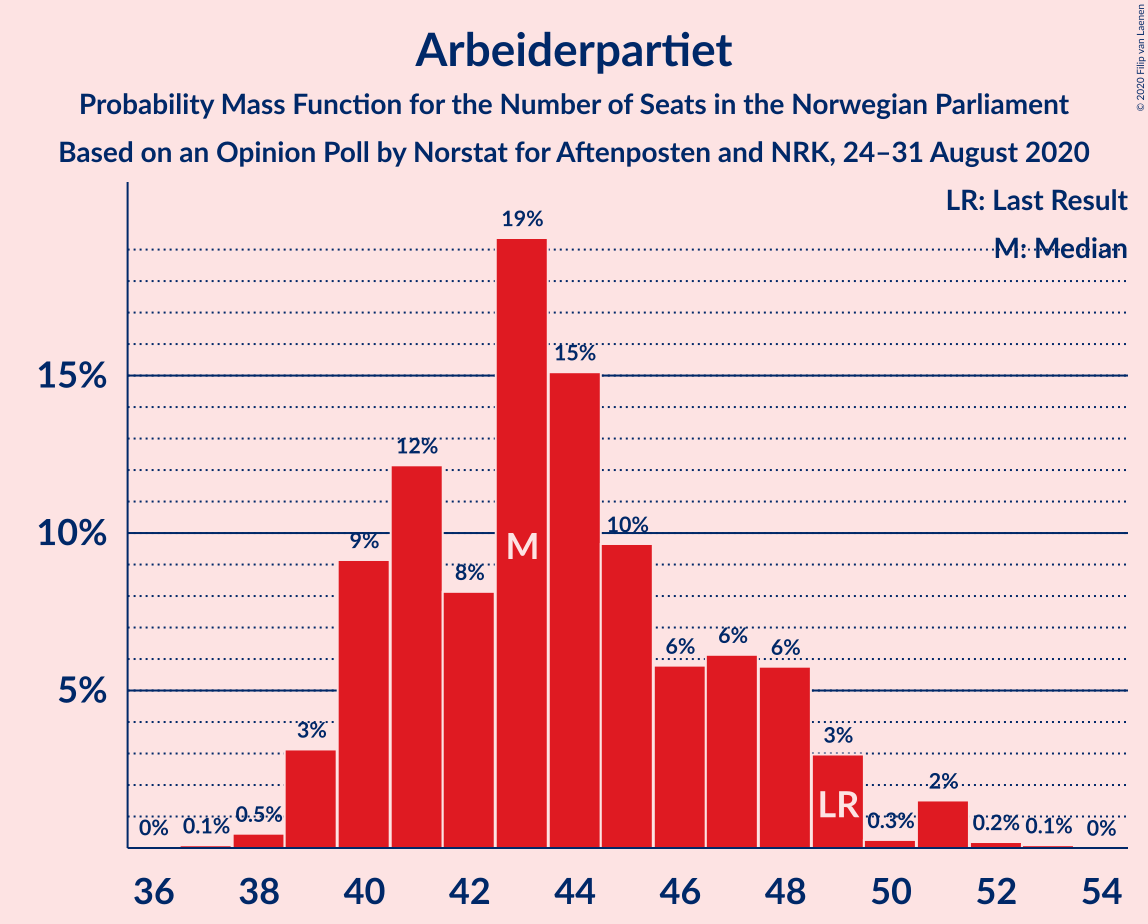 Arbeiderpartiet
Probability Mass Function for the Number of Seats in the Norwegian Parliament
Based on an Opinion Poll by Norstat for Aftenposten and NRK, 24–31 August 2020
© 2020 Filip van Laenen
LR: Last Result
M: Median
15%
10%
5%
0% 0.1% 0.5% 3% 9% 12% 8% 19% 15% 10% 6% 6% 6% 3% 0.3% 2% 0.2% 0.1% 0%
M
LR
36 38 40 42 44 46 48 50 52 54